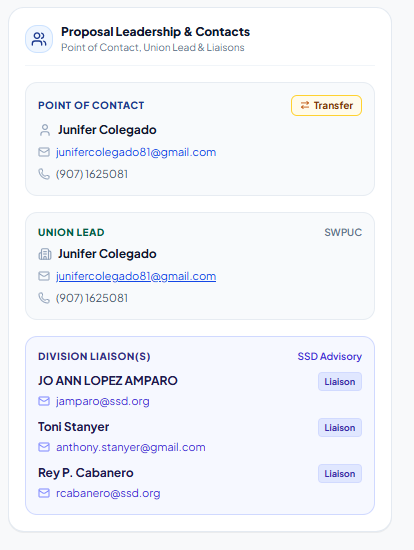 Proposal Leadership & Contacts
Point of Contact, Union Lead & Liaisons
POINT OF CONTACT
Transfer
Junifer Colegado
junifercolegado81@gmail.com
(907) 1625081
UNION LEAD
SWPUC
Junifer Colegado
junifercolegado81@gmail.com
(907) 1625081
DIVISION LIAISON(S)
SSD Advisory
JO ANN LOPEZ AMPARO
Liaison
jamparo@ssd.org
Toni Stanyer
Liaison
anthony.stanyer@gmail.com
Rey P. Cabanero
Liaison
rcabanero@ssd.org